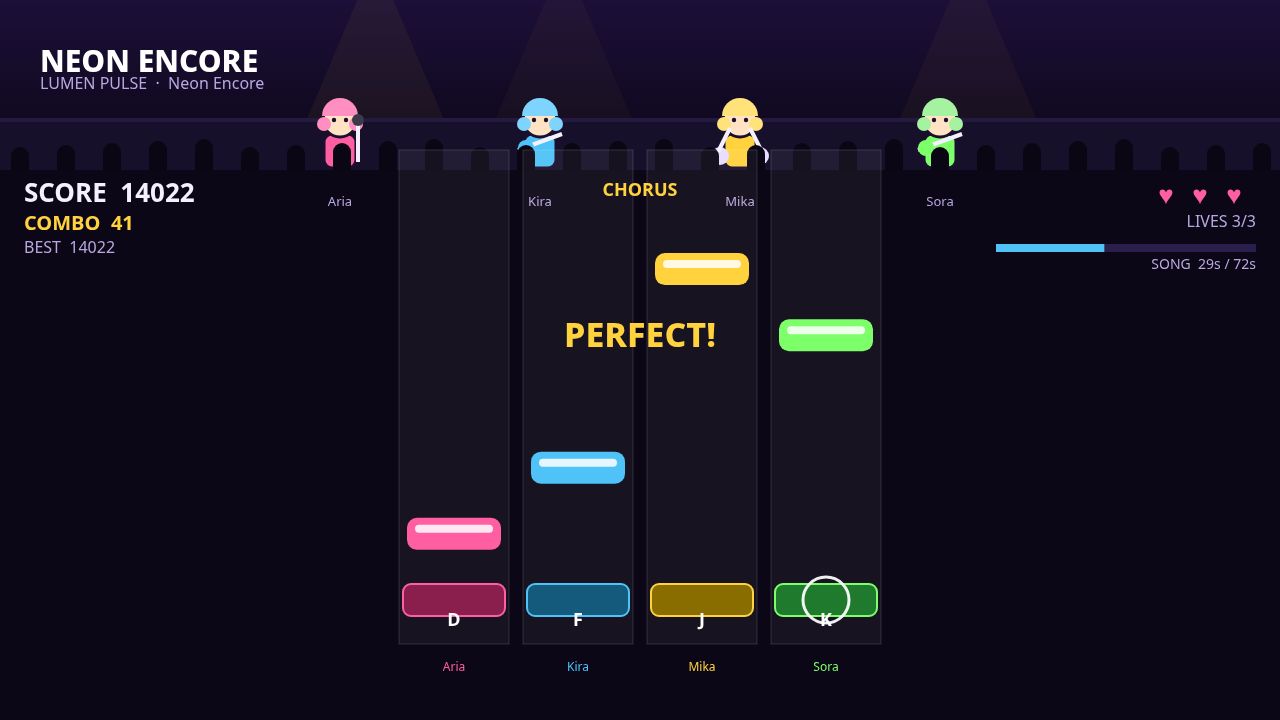 NEON ENCORE
LUMEN PULSE · Neon Encore
SCORE 14022
COMBO 41
BEST 14022
Aria
Kira
CHORUS
Mika
Sora
♥ ♥ ♥
LIVES 3/3
SONG 29s / 72s
PERFECT!
D
F
J
K
Aria
Kira
Mika
Sora